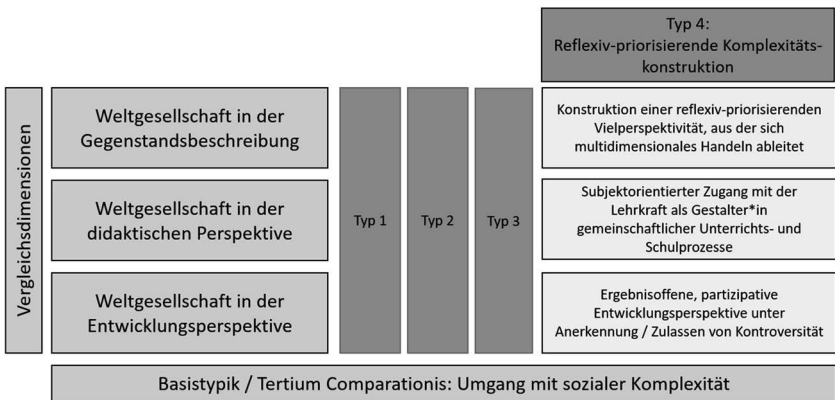 Typ 4:
Reflexiv-priorisierende Komplexitäts-
konstruktion
Vergleichsdimensionen
Weltgesellschaft in der
Gegenstandsbeschreibung
Typ 1
Typ 2
Typ 3
Konstruktion einer reflexiv-priorisierenden
Vielperspektivität, aus der sich
multidimensionales Handeln ableitet
Weltgesellschaft in der
didaktischen Perspektive
Subjektorientierter Zugang mit der
Lehrkraft als Gestalter*in
gemeinschaftlicher Unterrichts- und
Schulprozesse
Weltgesellschaft in der
Entwicklungsperspektive
Ergebnisoffene, partizipative
Entwicklungsperspektive unter
Anerkennung / Zulassen von Kontroversität
Basistypik / Tertium Comparationis: Umgang mit sozialer Komplexität